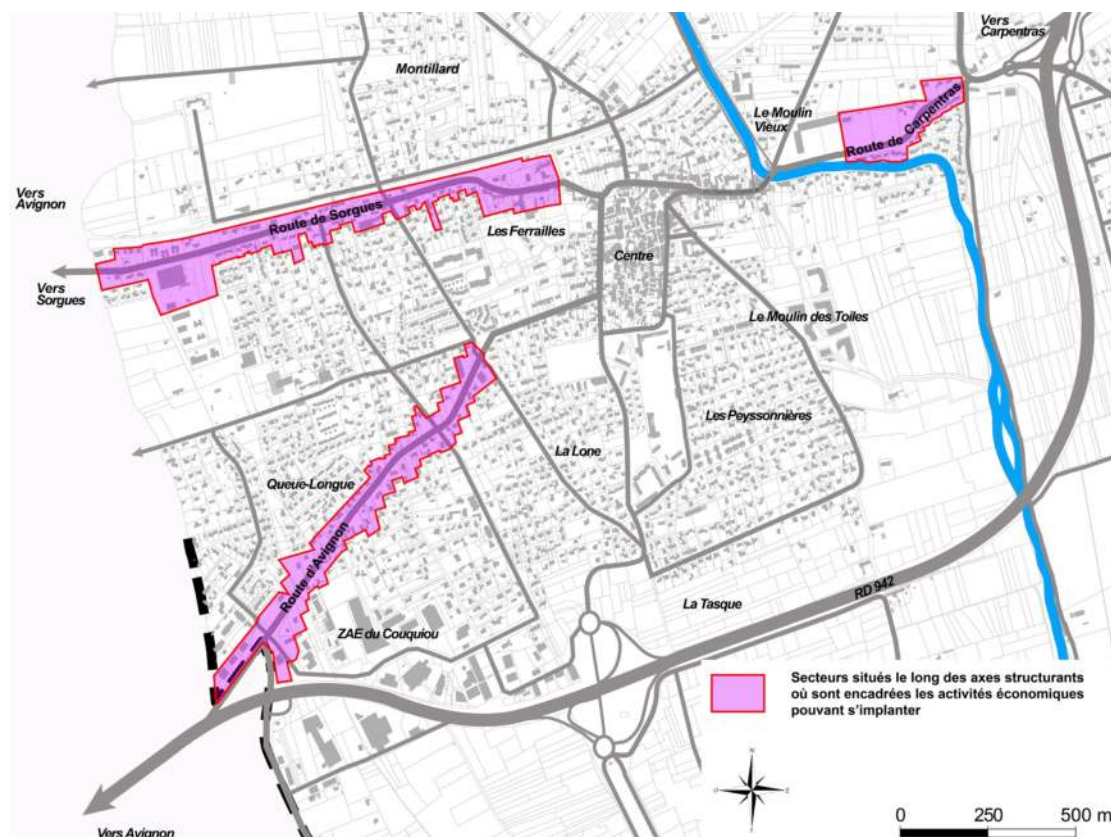 Vers
Carpentras
Montillard
Le Moulin
Vieux
Route de Carpentras
Vers
Avignon
Route de Sorgues
Les Ferrailles
Centre
Vers
Sorgues
Le Moulin des Toiles
Les Peyssonnières
La Lone
Queue-Longue
Route d'Avignon
RD 942
La Tasque
ZAE du Couquiou
Secteurs situés le long des axes structurants
où sont encadrées les activités économiques
pouvant s'implanter
N
O
E
S
0 250 500 m
Vers Avignon